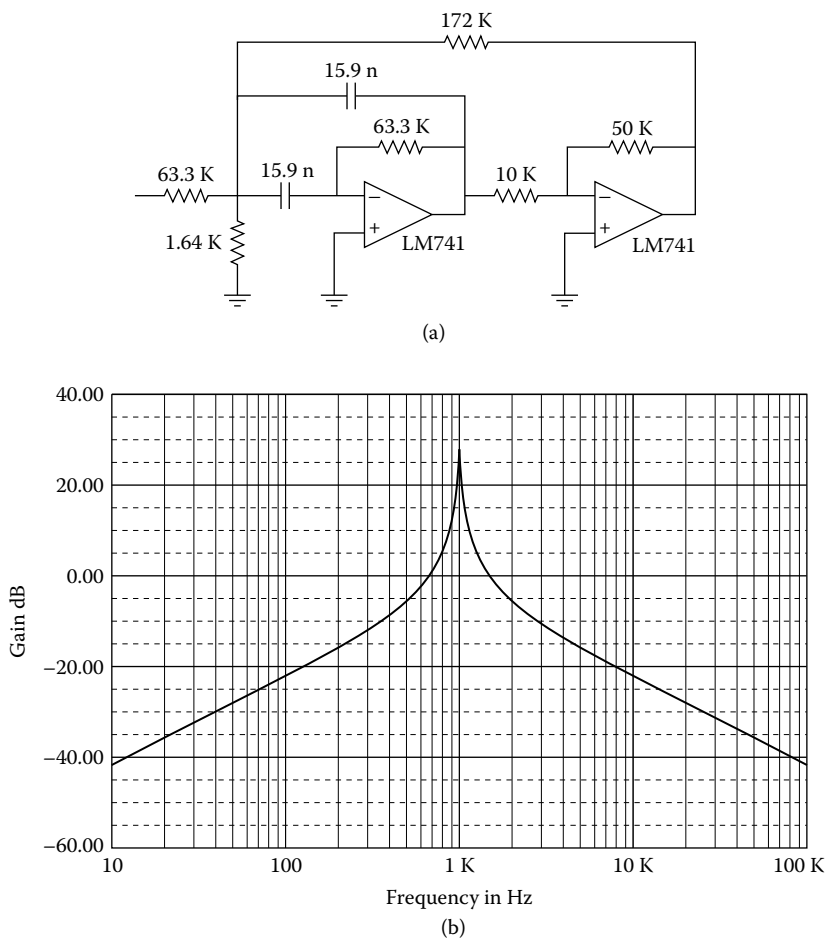 172 K
15.9 n
63.3 K
63.3 K
15.9 n
10 K
50 K
1.64 K
−
+
LM741
−
+
LM741
(a)
40.00
20.00
0.00
−20.00
−40.00
−60.00
Gain dB
10
100
1 K
10 K
100 K
Frequency in Hz
(b)